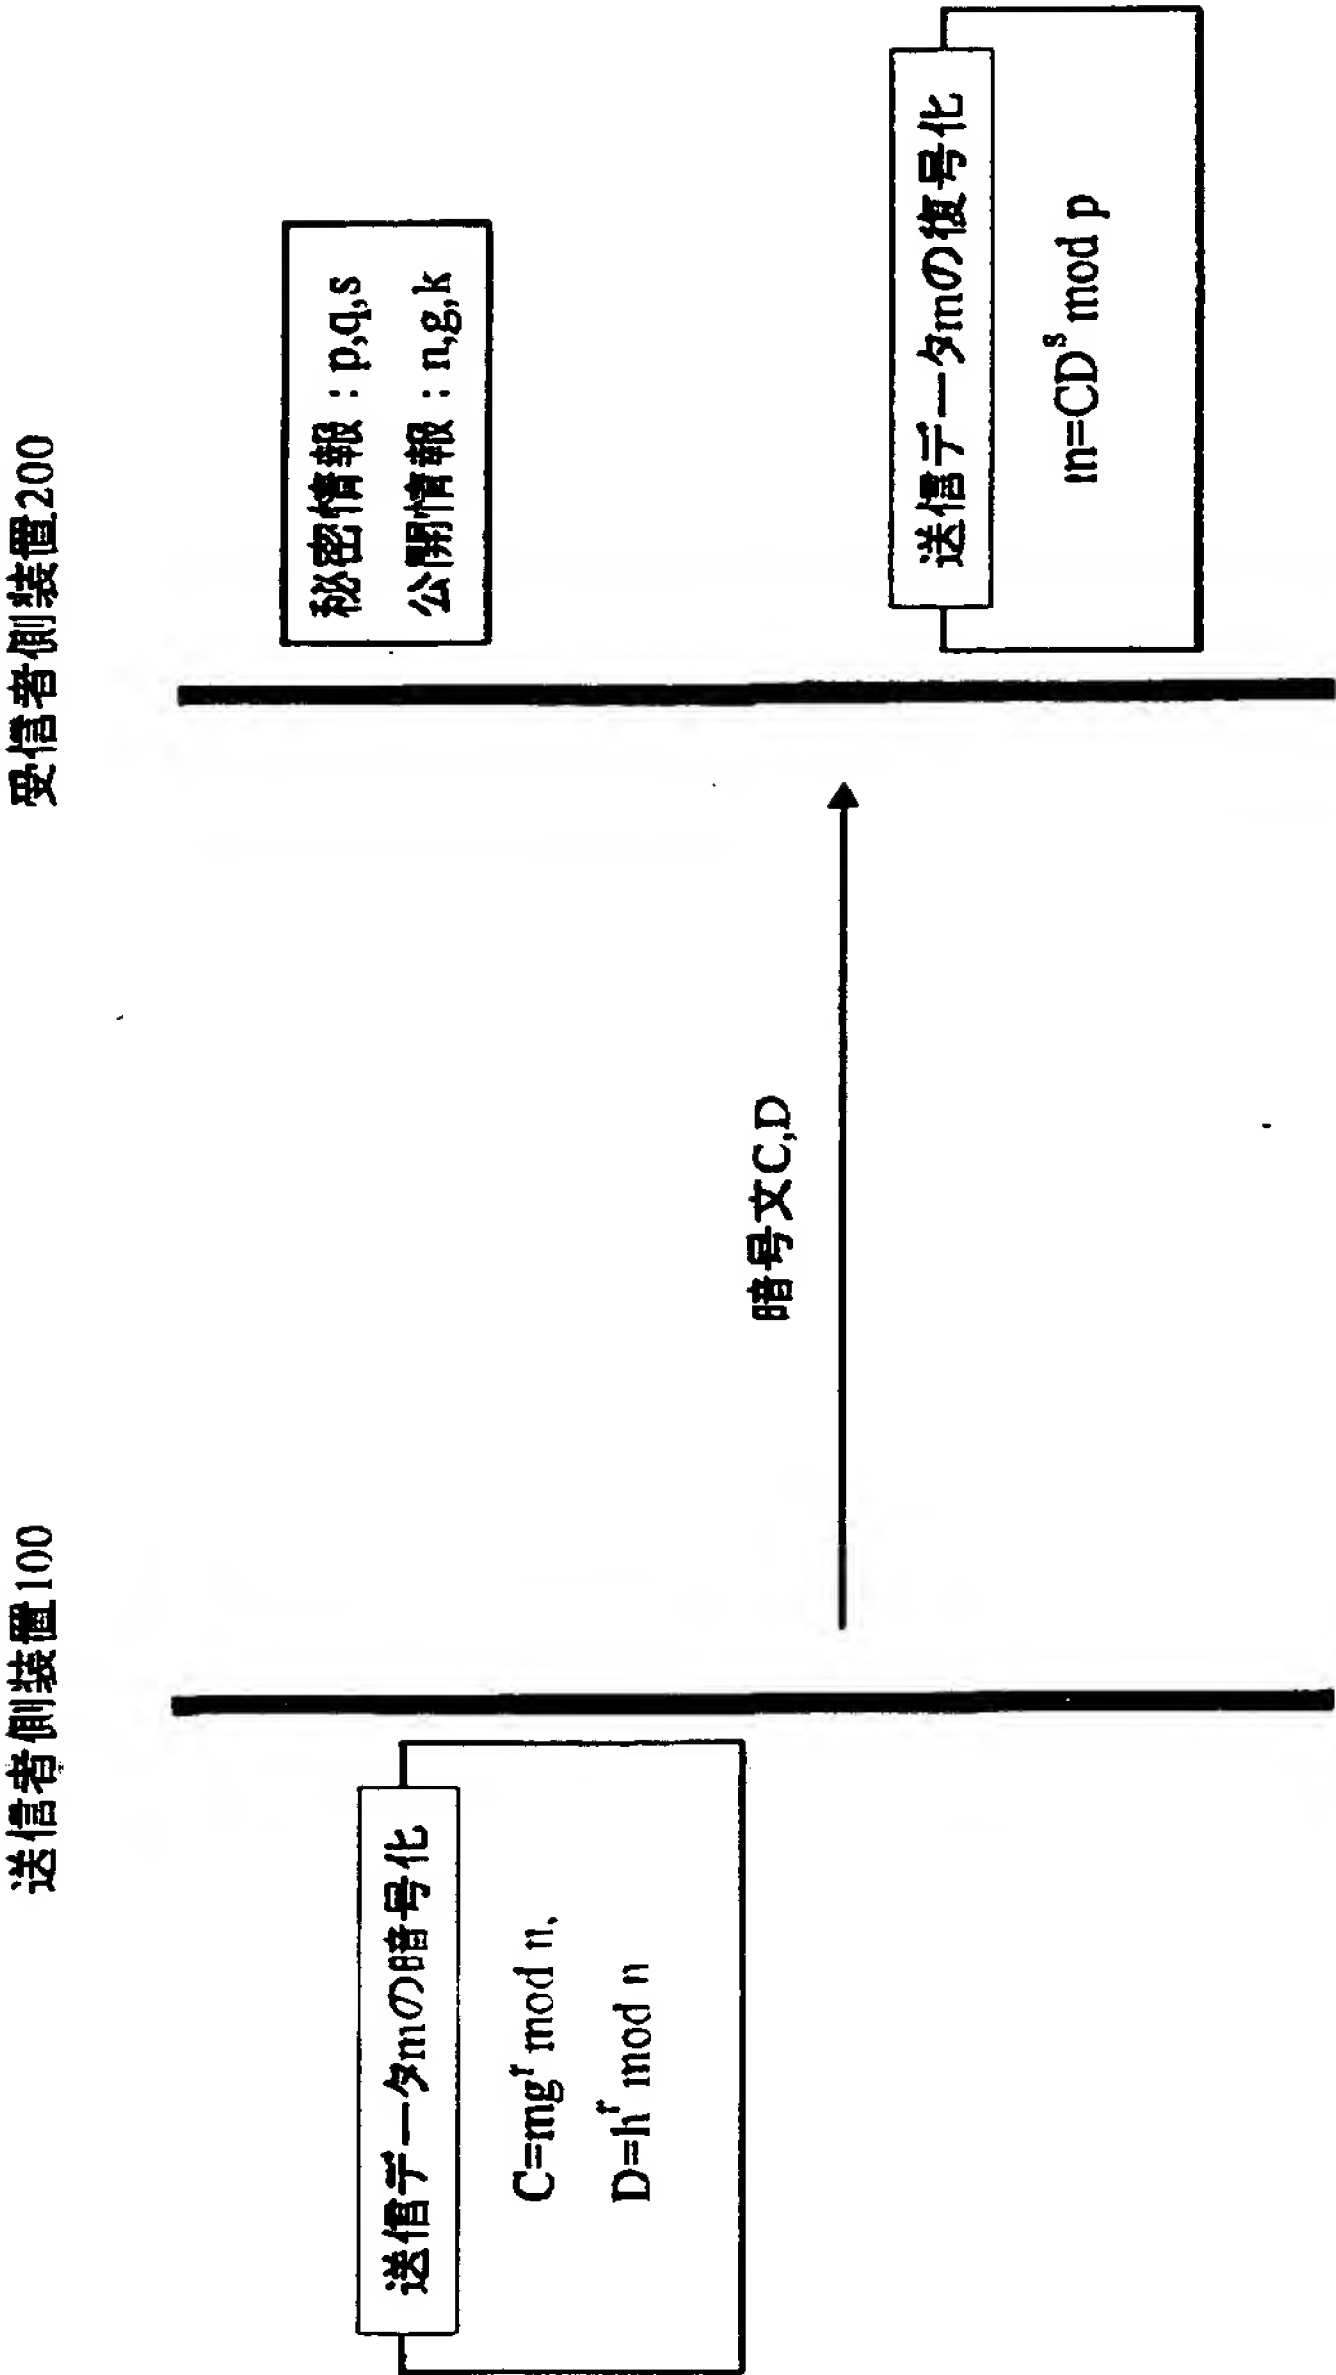 送信者側装置100
受信者側装置200
秘密情報：p,q,s
公開情報：n,g,k
送信データmの暗号化
C=mg^r mod n,
D=h^r mod n
暗号文C,D
送信データmの復号化
m=CD^s mod p